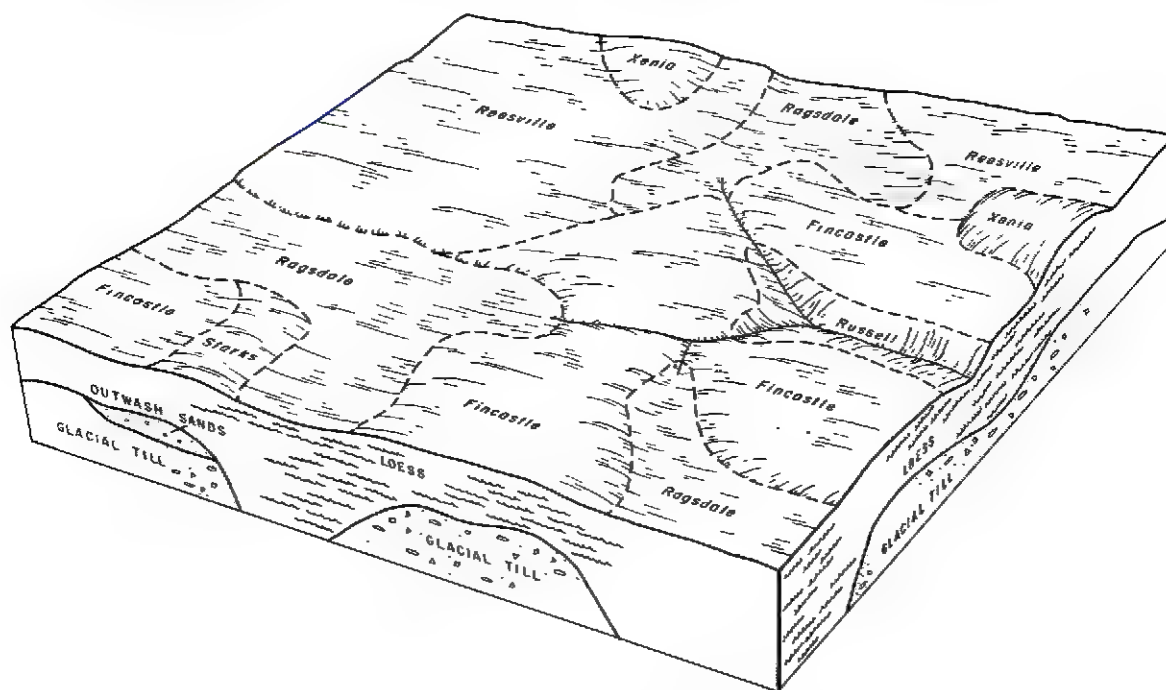 Xenia
Ragsdale
Reesville
Reesville
Xenia
Fincastle
Ragsdale
Fincastle
Russell
Starks
Fincastle
Fincastle
Ragsdale
OUTWASH SANDS
GLACIAL TILL
LOESS
GLACIAL TILL
LOESS
GLACIAL TILL